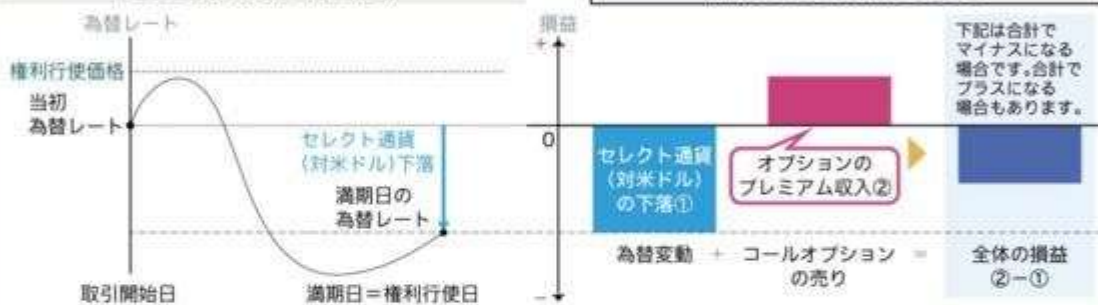 為替レート
権利行使価格
当初
為替レート
セレクト通貨
(対米ドル)下落
満期日の
為替レート
取引開始日
満期日=権利行使日
損益
+
0
−
セレクト通貨
(対米ドル)
の下落①
オプションの
プレミアム収入②
下記は合計で
マイナスになる
場合です。合計で
プラスになる
場合もあります。
為替変動 + コールオプション = 全体の損益
の売り ②−①